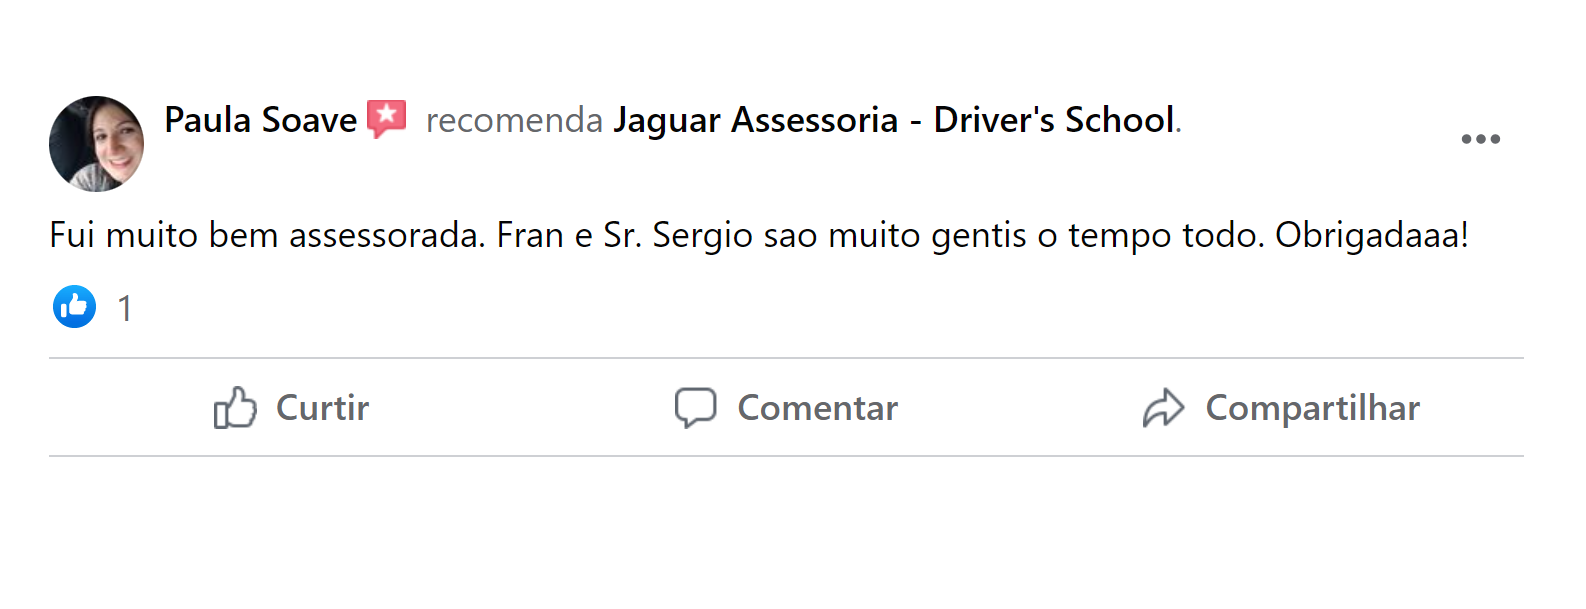 Paula Soave recomenda Jaguar Assessoria - Driver's School.
Fui muito bem assessorada. Fran e Sr. Sergio sao muito gentis o tempo todo. Obrigadaaa!
1
Curtir Comentar Compartilhar